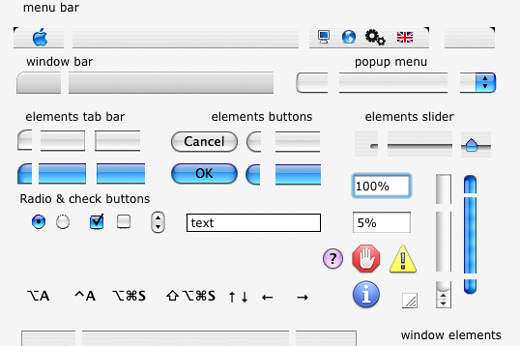 menu bar
window bar
popup menu
elements tab bar
elements buttons
elements slider
Cancel
OK
100%
Radio & check buttons
text
5%
?
!
i
⌥A ^A ⌥⌘S ⇧⌥⌘S ↑↓ ← →
window elements